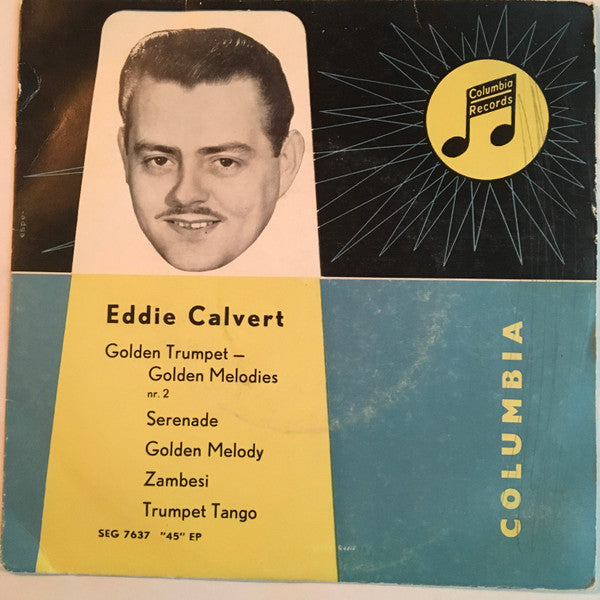 Columbia
Records
Eddie Calvert
Golden Trumpet —
Golden Melodies
nr. 2
Serenade
Golden Melody
Zambesi
Trumpet Tango
SEG 7637 "45" EP
COLUMBIA